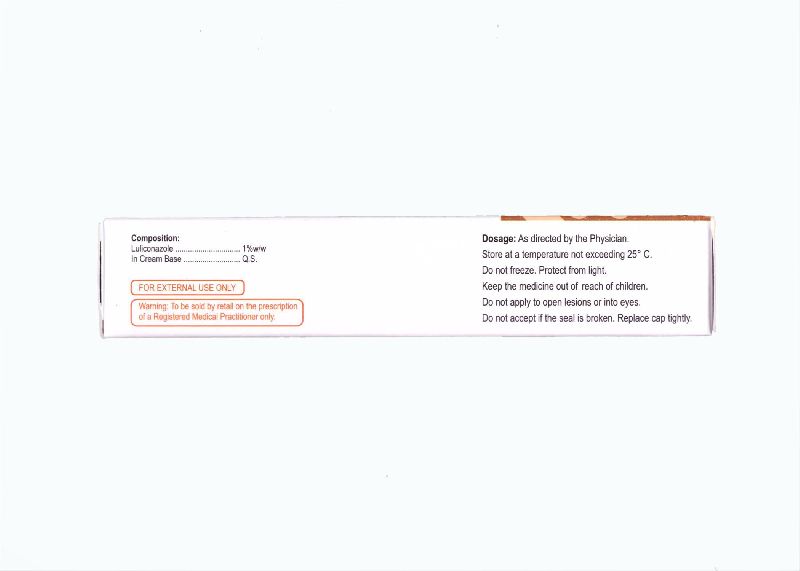 Composition:
Luliconazole .............................. 1%w/w
In Cream Base .......................... Q.S.
FOR EXTERNAL USE ONLY
Warning: To be sold by retail on the prescription
of a Registered Medical Practitioner only.
Dosage: As directed by the Physician.
Store at a temperature not exceeding 25° C.
Do not freeze. Protect from light.
Keep the medicine out of reach of children.
Do not apply to open lesions or into eyes.
Do not accept if the seal is broken. Replace cap tightly.